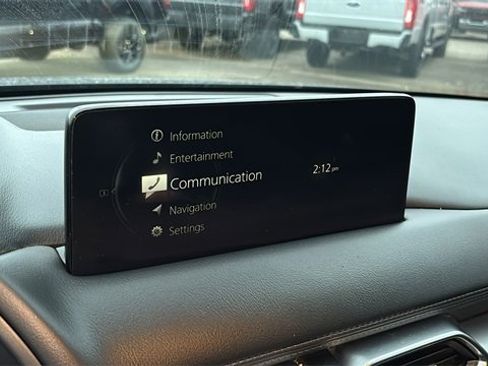 Information
Entertainment
Communication
2:12 pm
Navigation
Settings